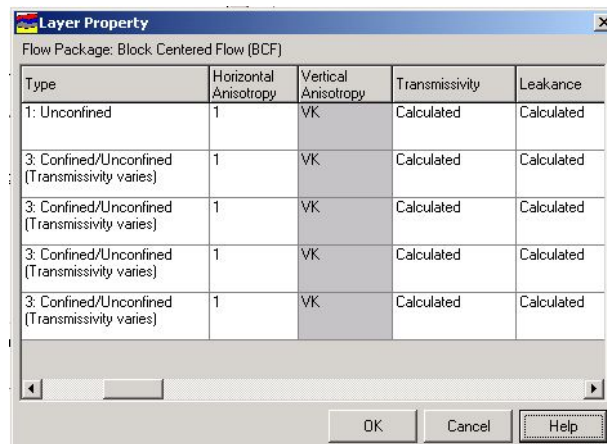 Layer Property
Flow Package: Block Centered Flow (BCF)
Type Horizontal Anisotropy Vertical Anisotropy Transmissivity Leakance
1: Unconfined 1 VK Calculated Calculated
3: Confined/Unconfined (Transmissivity varies) 1 VK Calculated Calculated
3: Confined/Unconfined (Transmissivity varies) 1 VK Calculated Calculated
3: Confined/Unconfined (Transmissivity varies) 1 VK Calculated Calculated
3: Confined/Unconfined (Transmissivity varies) 1 VK Calculated Calculated
OK Cancel Help